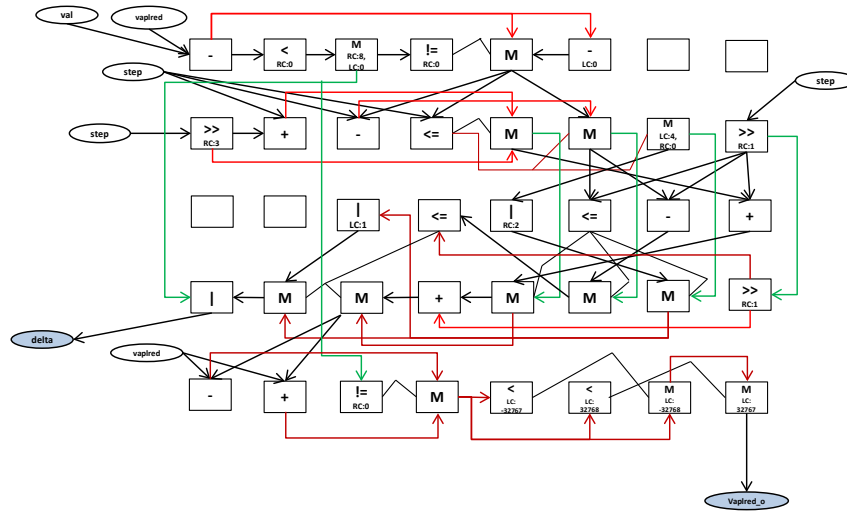 val
vaplred
-
<
RC:0
M
RC:8,
LC:0
!=
RC:0
M
-
LC:0
step
step
step
>>
RC:3
+
-
<=
M
M
M
LC:4,
RC:0
>>
RC:1
|
LC:1
<=
|
RC:2
<=
-
+
|
M
M
+
M
M
M
>>
RC:1
delta
vaplred
-
+
!=
RC:0
M
<
LC:
-32767
<
LC:
32768
M
LC:
-32768
M
LC:
32767
Vaplred_o